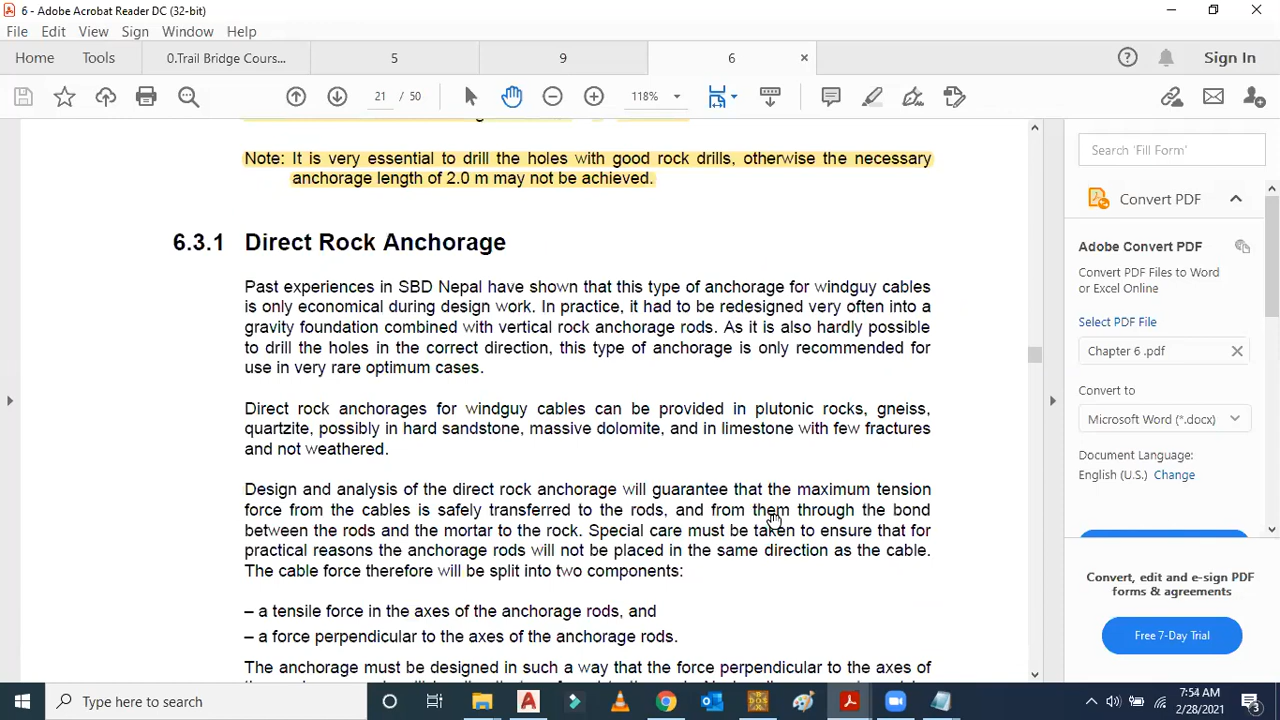 6 - Adobe Acrobat Reader DC (32-bit)
File Edit View Sign Window Help
Home Tools 0.Trail Bridge Cours... 5 9 6 × Sign In
21 / 50 118%
Note: It is very essential to drill the holes with good rock drills, otherwise the necessary
anchorage length of 2.0 m may not be achieved.
6.3.1 Direct Rock Anchorage
Past experiences in SBD Nepal have shown that this type of anchorage for windguy cables
is only economical during design work. In practice, it had to be redesigned very often into a
gravity foundation combined with vertical rock anchorage rods. As it is also hardly possible
to drill the holes in the correct direction, this type of anchorage is only recommended for
use in very rare optimum cases.
Direct rock anchorages for windguy cables can be provided in plutonic rocks, gneiss,
quartzite, possibly in hard sandstone, massive dolomite, and in limestone with few fractures
and not weathered.
Design and analysis of the direct rock anchorage will guarantee that the maximum tension
force from the cables is safely transferred to the rods, and from them through the bond
between the rods and the mortar to the rock. Special care must be taken to ensure that for
practical reasons the anchorage rods will not be placed in the same direction as the cable.
The cable force therefore will be split into two components:
– a tensile force in the axes of the anchorage rods, and
– a force perpendicular to the axes of the anchorage rods.
The anchorage must be designed in such a way that the force perpendicular to the axes of
Search 'Fill Form'
Convert PDF
Adobe Convert PDF
Convert PDF Files to Word
or Excel Online
Select PDF File
Chapter 6 .pdf
Convert to
Microsoft Word (*.docx)
Document Language:
English (U.S.) Change
Convert, edit and e-sign PDF
forms & agreements
Free 7-Day Trial
Type here to search
7:54 AM
2/28/2021
3